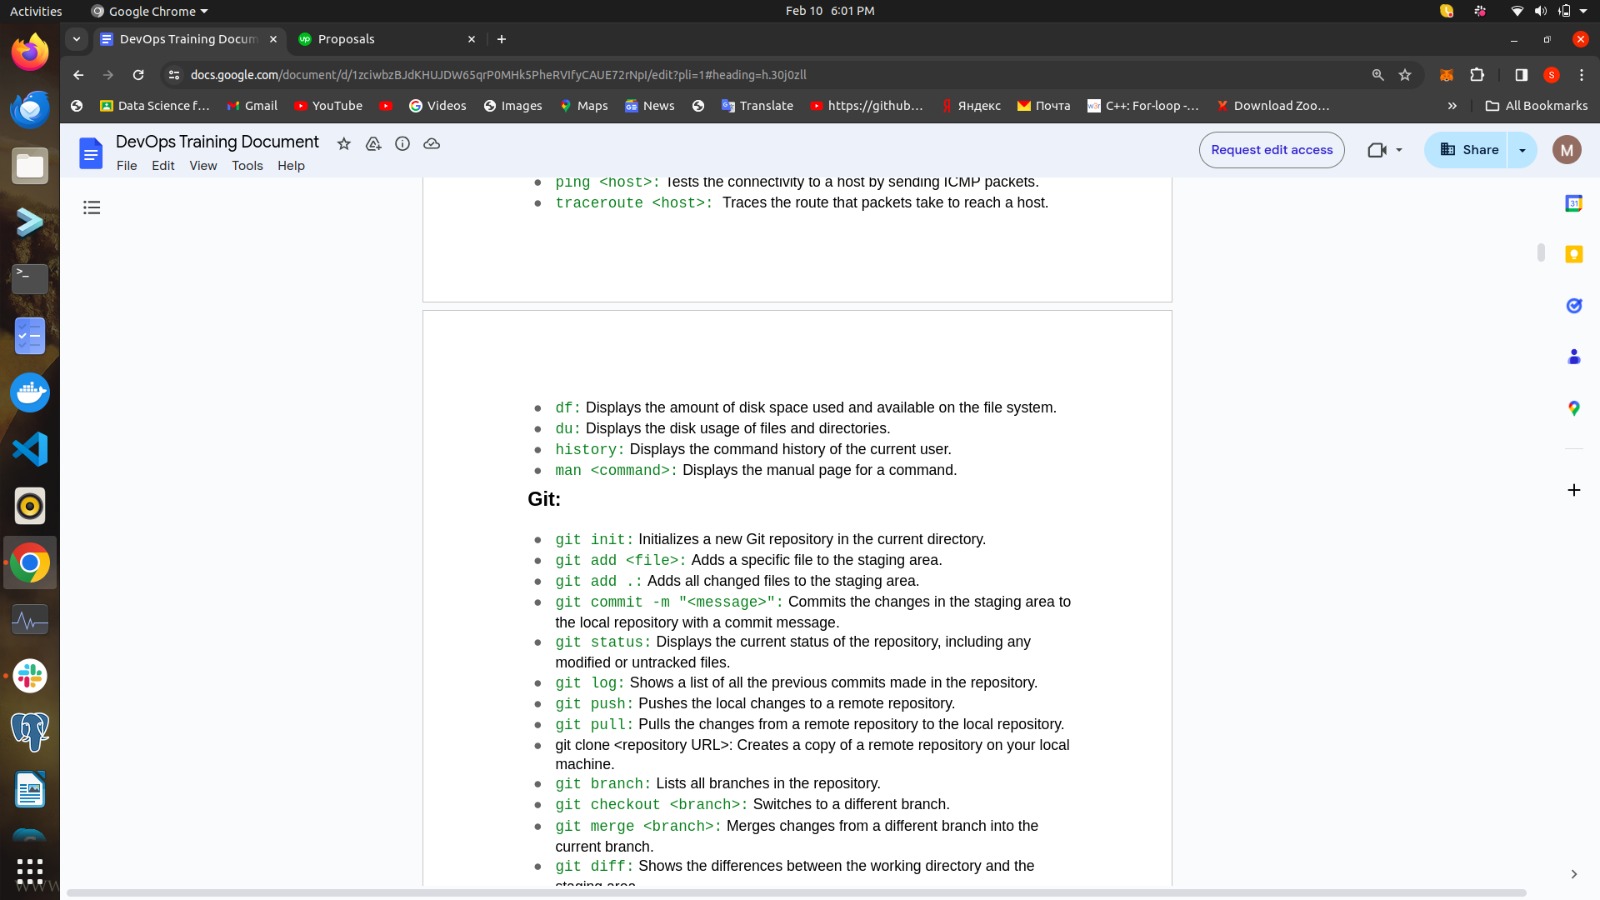 Activities
Google Chrome
Feb 10 6:01 PM
DevOps Training Docum
Proposals
docs.google.com/document/d/1zciwbzBJdKHUJDW65qrP0MHk5PheRVIfyCAUE72rNpI/edit?pli=1#heading=h.30j0zll
Data Science f...
Gmail
YouTube
Videos
Images
Maps
News
Translate
https://github...
Яндекс
Почта
C++: For-loop -...
Download Zoo...
All Bookmarks
DevOps Training Document
File Edit View Tools Help
Request edit access
Share
M
ping <host>: Tests the connectivity to a host by sending ICMP packets.
traceroute <host>: Traces the route that packets take to reach a host.
df: Displays the amount of disk space used and available on the file system.
du: Displays the disk usage of files and directories.
history: Displays the command history of the current user.
man <command>: Displays the manual page for a command.
Git:
git init: Initializes a new Git repository in the current directory.
git add <file>: Adds a specific file to the staging area.
git add .: Adds all changed files to the staging area.
git commit -m "<message>": Commits the changes in the staging area to
the local repository with a commit message.
git status: Displays the current status of the repository, including any
modified or untracked files.
git log: Shows a list of all the previous commits made in the repository.
git push: Pushes the local changes to a remote repository.
git pull: Pulls the changes from a remote repository to the local repository.
git clone <repository URL>: Creates a copy of a remote repository on your local
machine.
git branch: Lists all branches in the repository.
git checkout <branch>: Switches to a different branch.
git merge <branch>: Merges changes from a different branch into the
current branch.
git diff: Shows the differences between the working directory and the
staging area.